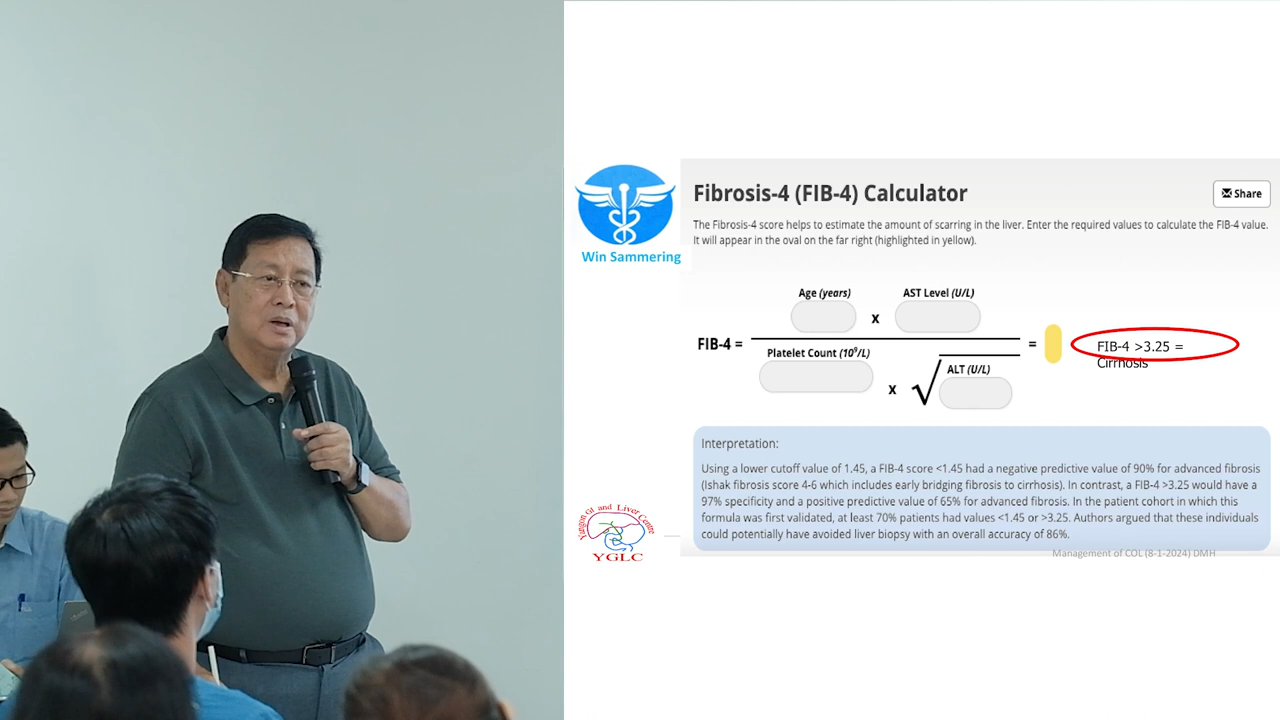 Win Sammering
Fibrosis-4 (FIB-4) Calculator
Share
The Fibrosis-4 score helps to estimate the amount of scarring in the liver. Enter the required values to calculate the FIB-4 value.
It will appear in the oval on the far right (highlighted in yellow).
Age (years)
AST Level (U/L)
x
FIB-4 =
Platelet Count (10⁹/L)
x
√
ALT (U/L)
=
FIB-4 >3.25 =
Cirrhosis
Interpretation:
Using a lower cutoff value of 1.45, a FIB-4 score <1.45 had a negative predictive value of 90% for advanced fibrosis
(Ishak fibrosis score 4-6 which includes early bridging fibrosis to cirrhosis). In contrast, a FIB-4 >3.25 would have a
97% specificity and a positive predictive value of 65% for advanced fibrosis. In the patient cohort in which this
formula was first validated, at least 70% patients had values <1.45 or >3.25. Authors argued that these individuals
could potentially have avoided liver biopsy with an overall accuracy of 86%.
Yangon GI and Liver Centre
YGLC
Management of COL (8-1-2024) DMH